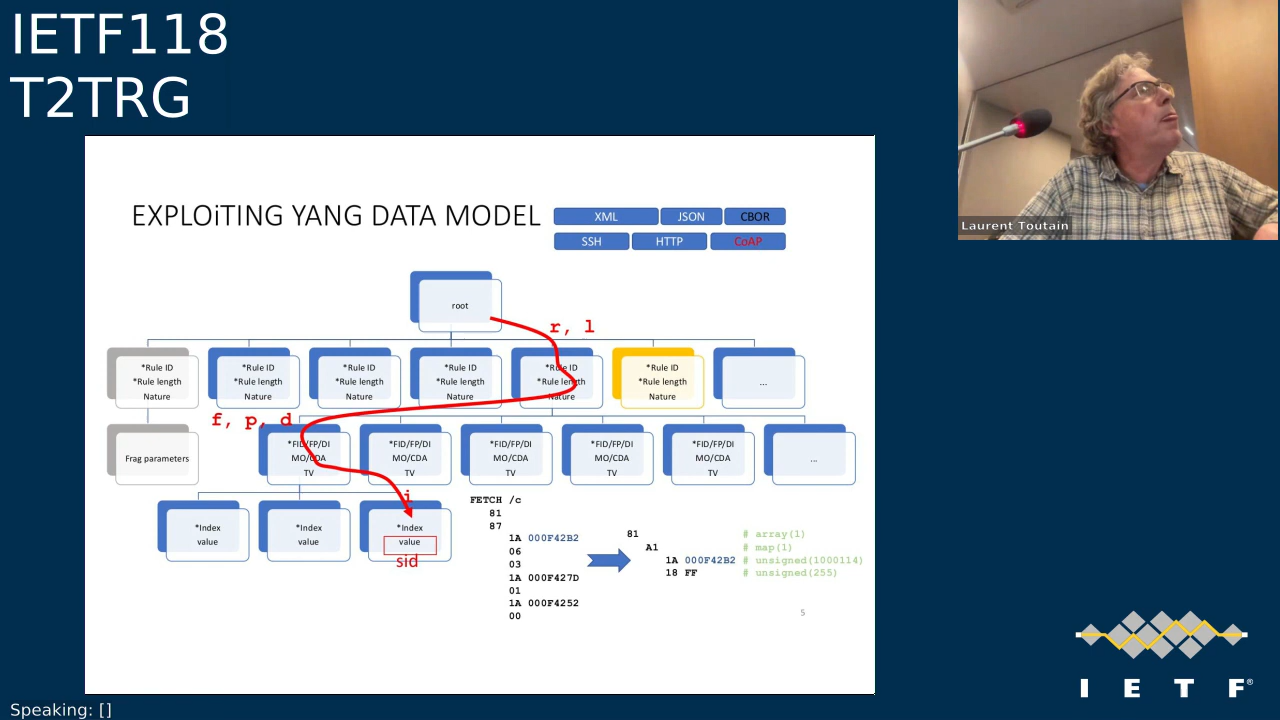 IETF118
T2TRG
Laurent Toutain
EXPLOiTING YANG DATA MODEL
XML JSON CBOR
SSH HTTP CoAP
root
r, l
*Rule ID *Rule ID *Rule ID *Rule ID *Rule ID *Rule ID
*Rule length *Rule length *Rule length *Rule length *Rule length *Rule length ...
Nature Nature Nature Nature Nature Nature
f, p, d
*FID/FP/DI *FID/FP/DI *FID/FP/DI *FID/FP/DI *FID/FP/DI
Frag parameters MO/CDA MO/CDA MO/CDA MO/CDA MO/CDA ...
TV TV TV TV TV
i
*Index *Index *Index
value value value
sid
FETCH /c
81
87
1A 000F42B2
06
03
1A 000F427D
01
1A 000F4252
00
81 # array(1)
A1 # map(1)
1A 000F42B2 # unsigned(1000114)
18 FF # unsigned(255)
5
I E T F®
Speaking: []